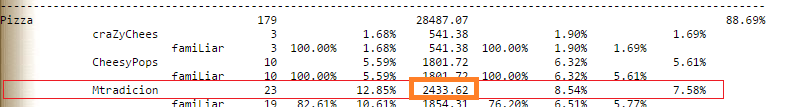 Pizza 179 28487.07 88.69%
craZyChees 3 1.68% 541.38 1.90% 1.69%
famiLiar 3 100.00% 1.68% 541.38 100.00% 1.90% 1.69%
CheesyPops 10 5.59% 1801.72 6.32% 5.61%
famiLiar 10 100.00% 5.59% 1801.72 100.00% 6.32% 5.61%
Mtradicion 23 12.85% 2433.62 8.54% 7.58%
famiLiar 19 82.61% 10.61% 1854.31 76.20% 6.51% 5.77%